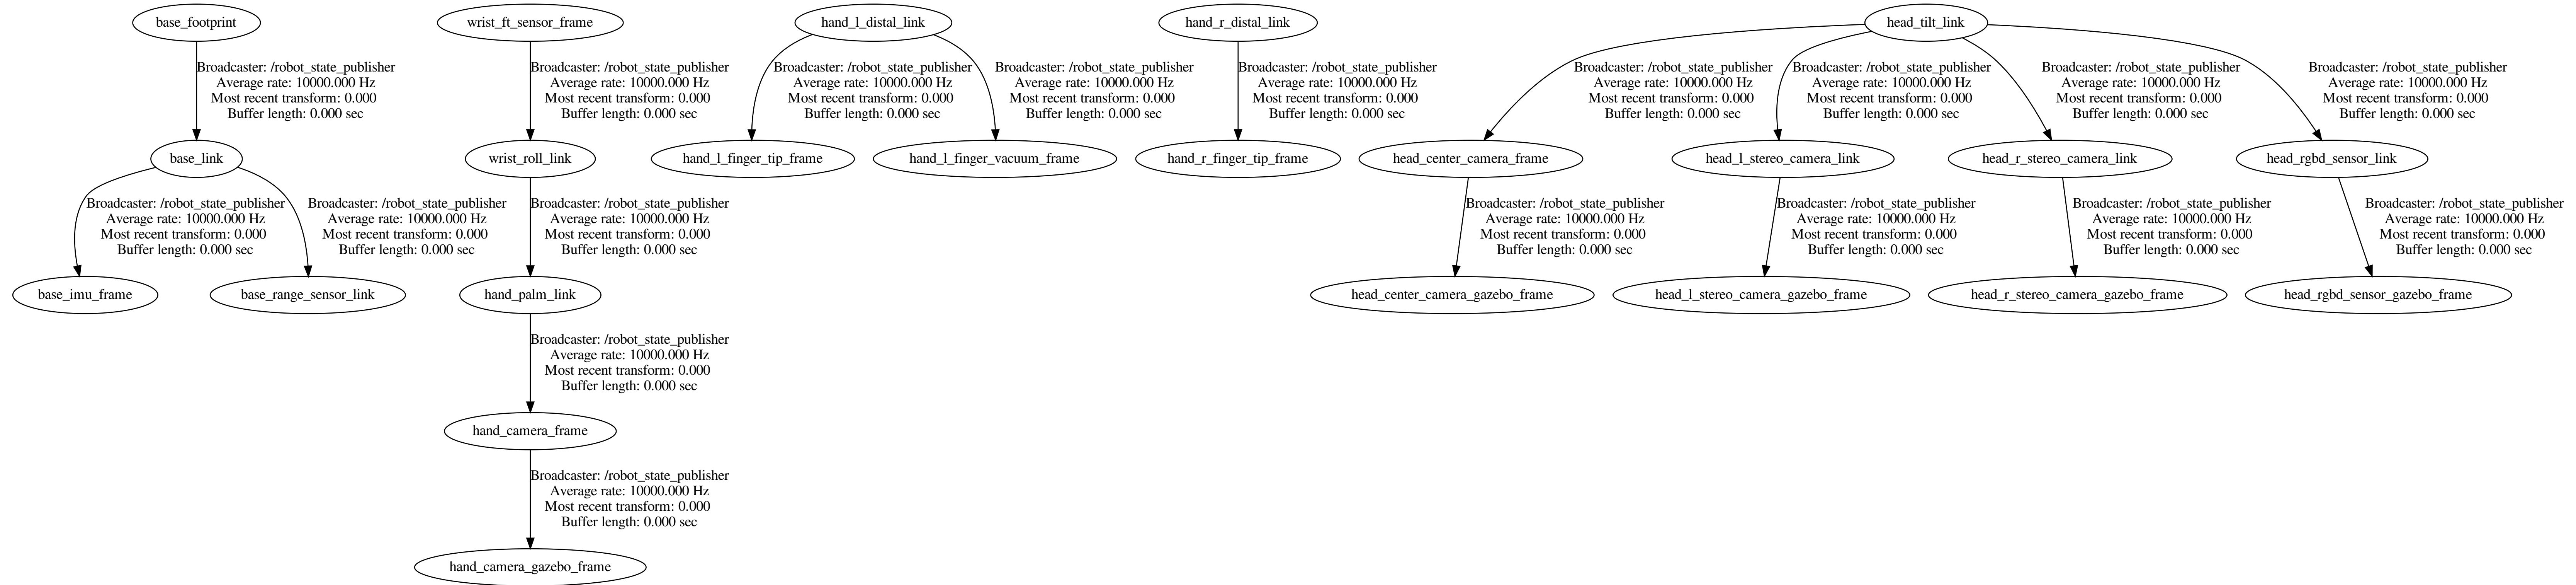 base_footprint
wrist_ft_sensor_frame
hand_l_distal_link
hand_r_distal_link
head_tilt_link
Broadcaster: /robot_state_publisher
Average rate: 10000.000 Hz
Most recent transform: 0.000
Buffer length: 0.000 sec
Broadcaster: /robot_state_publisher
Average rate: 10000.000 Hz
Most recent transform: 0.000
Buffer length: 0.000 sec
Broadcaster: /robot_state_publisher
Average rate: 10000.000 Hz
Most recent transform: 0.000
Buffer length: 0.000 sec
Broadcaster: /robot_state_publisher
Average rate: 10000.000 Hz
Most recent transform: 0.000
Buffer length: 0.000 sec
Broadcaster: /robot_state_publisher
Average rate: 10000.000 Hz
Most recent transform: 0.000
Buffer length: 0.000 sec
Broadcaster: /robot_state_publisher
Average rate: 10000.000 Hz
Most recent transform: 0.000
Buffer length: 0.000 sec
Broadcaster: /robot_state_publisher
Average rate: 10000.000 Hz
Most recent transform: 0.000
Buffer length: 0.000 sec
Broadcaster: /robot_state_publisher
Average rate: 10000.000 Hz
Most recent transform: 0.000
Buffer length: 0.000 sec
Broadcaster: /robot_state_publisher
Average rate: 10000.000 Hz
Most recent transform: 0.000
Buffer length: 0.000 sec
base_link
wrist_roll_link
hand_l_finger_tip_frame
hand_l_finger_vacuum_frame
hand_r_finger_tip_frame
head_center_camera_frame
head_l_stereo_camera_link
head_r_stereo_camera_link
head_rgbd_sensor_link
Broadcaster: /robot_state_publisher
Average rate: 10000.000 Hz
Most recent transform: 0.000
Buffer length: 0.000 sec
Broadcaster: /robot_state_publisher
Average rate: 10000.000 Hz
Most recent transform: 0.000
Buffer length: 0.000 sec
Broadcaster: /robot_state_publisher
Average rate: 10000.000 Hz
Most recent transform: 0.000
Buffer length: 0.000 sec
Broadcaster: /robot_state_publisher
Average rate: 10000.000 Hz
Most recent transform: 0.000
Buffer length: 0.000 sec
Broadcaster: /robot_state_publisher
Average rate: 10000.000 Hz
Most recent transform: 0.000
Buffer length: 0.000 sec
Broadcaster: /robot_state_publisher
Average rate: 10000.000 Hz
Most recent transform: 0.000
Buffer length: 0.000 sec
Broadcaster: /robot_state_publisher
Average rate: 10000.000 Hz
Most recent transform: 0.000
Buffer length: 0.000 sec
base_imu_frame
base_range_sensor_link
hand_palm_link
head_center_camera_gazebo_frame
head_l_stereo_camera_gazebo_frame
head_r_stereo_camera_gazebo_frame
head_rgbd_sensor_gazebo_frame
Broadcaster: /robot_state_publisher
Average rate: 10000.000 Hz
Most recent transform: 0.000
Buffer length: 0.000 sec
hand_camera_frame
Broadcaster: /robot_state_publisher
Average rate: 10000.000 Hz
Most recent transform: 0.000
Buffer length: 0.000 sec
hand_camera_gazebo_frame